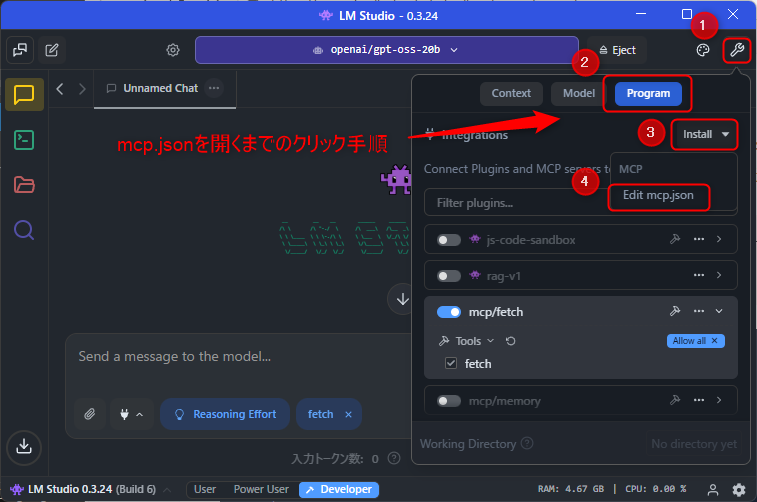 LM Studio - 0.3.24
1
openai/gpt-oss-20b
Eject
2
Unnamed Chat
Context
Model
Program
mcp.jsonを開くまでのクリック手順
Integrations
3
Install
Connect Plugins and MCP servers to
MCP
4
Edit mcp.json
Filter plugins...
js-code-sandbox
rag-v1
mcp/fetch
Tools
Allow all ×
fetch
Send a message to the model...
mcp/memory
Reasoning Effort
fetch ×
Working Directory
No directory yet
入力トークン数: 0
LM Studio 0.3.24 (Build 6)
User
Power User
Developer
RAM: 4.67 GB | CPU: 0.00 %